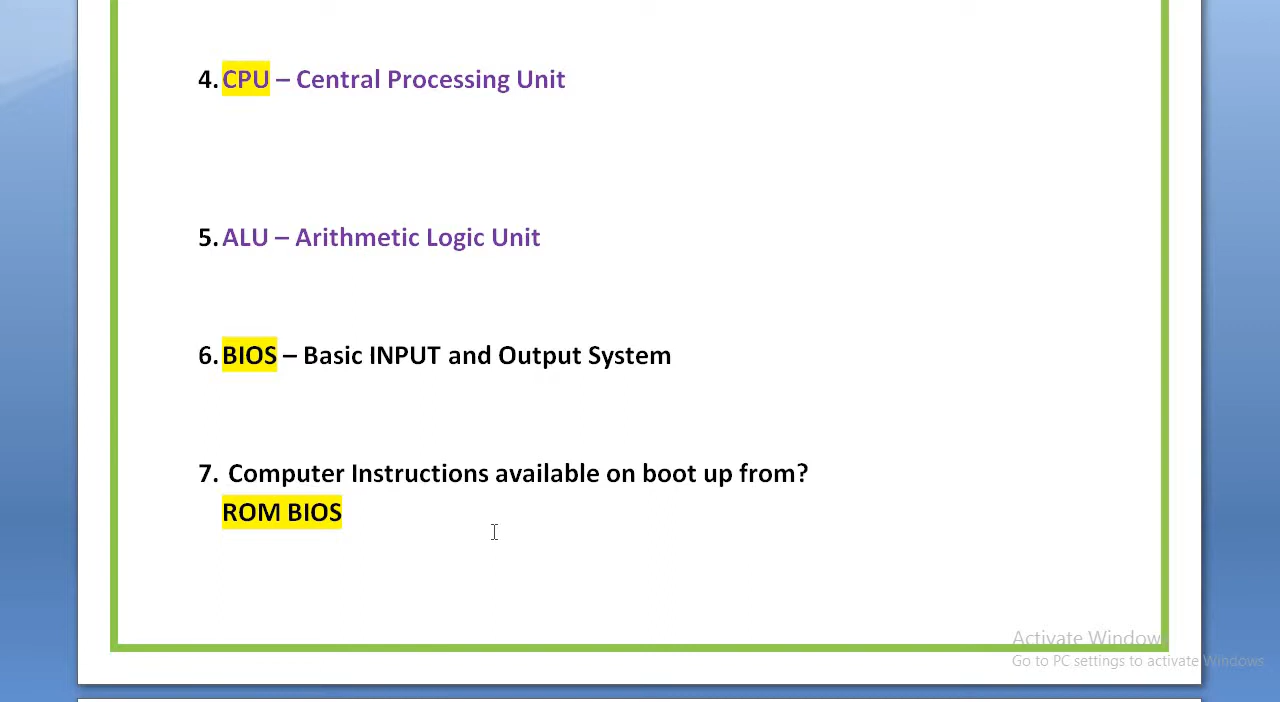 4. CPU – Central Processing Unit
5. ALU – Arithmetic Logic Unit
6. BIOS – Basic INPUT and Output System
7. Computer Instructions available on boot up from?
ROM BIOS
Activate Windows
Go to PC settings to activate Windows